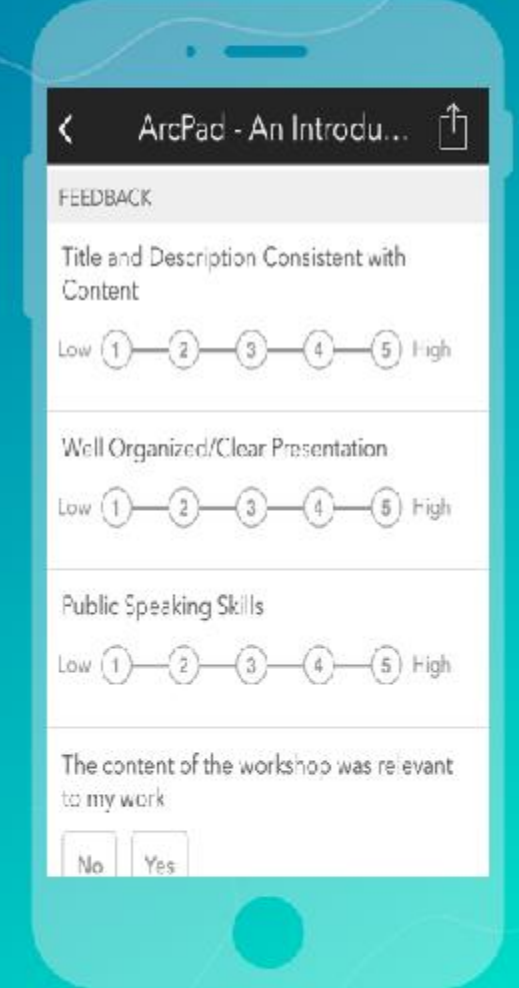 ArcPad - An Introdu...
FEEDBACK
Title and Description Consistent with
Content
Low 1 2 3 4 5 High
Well Organized/Clear Presentation
Low 1 2 3 4 5 High
Public Speaking Skills
Low 1 2 3 4 5 High
The content of the workshop was relevant
to my work
No Yes